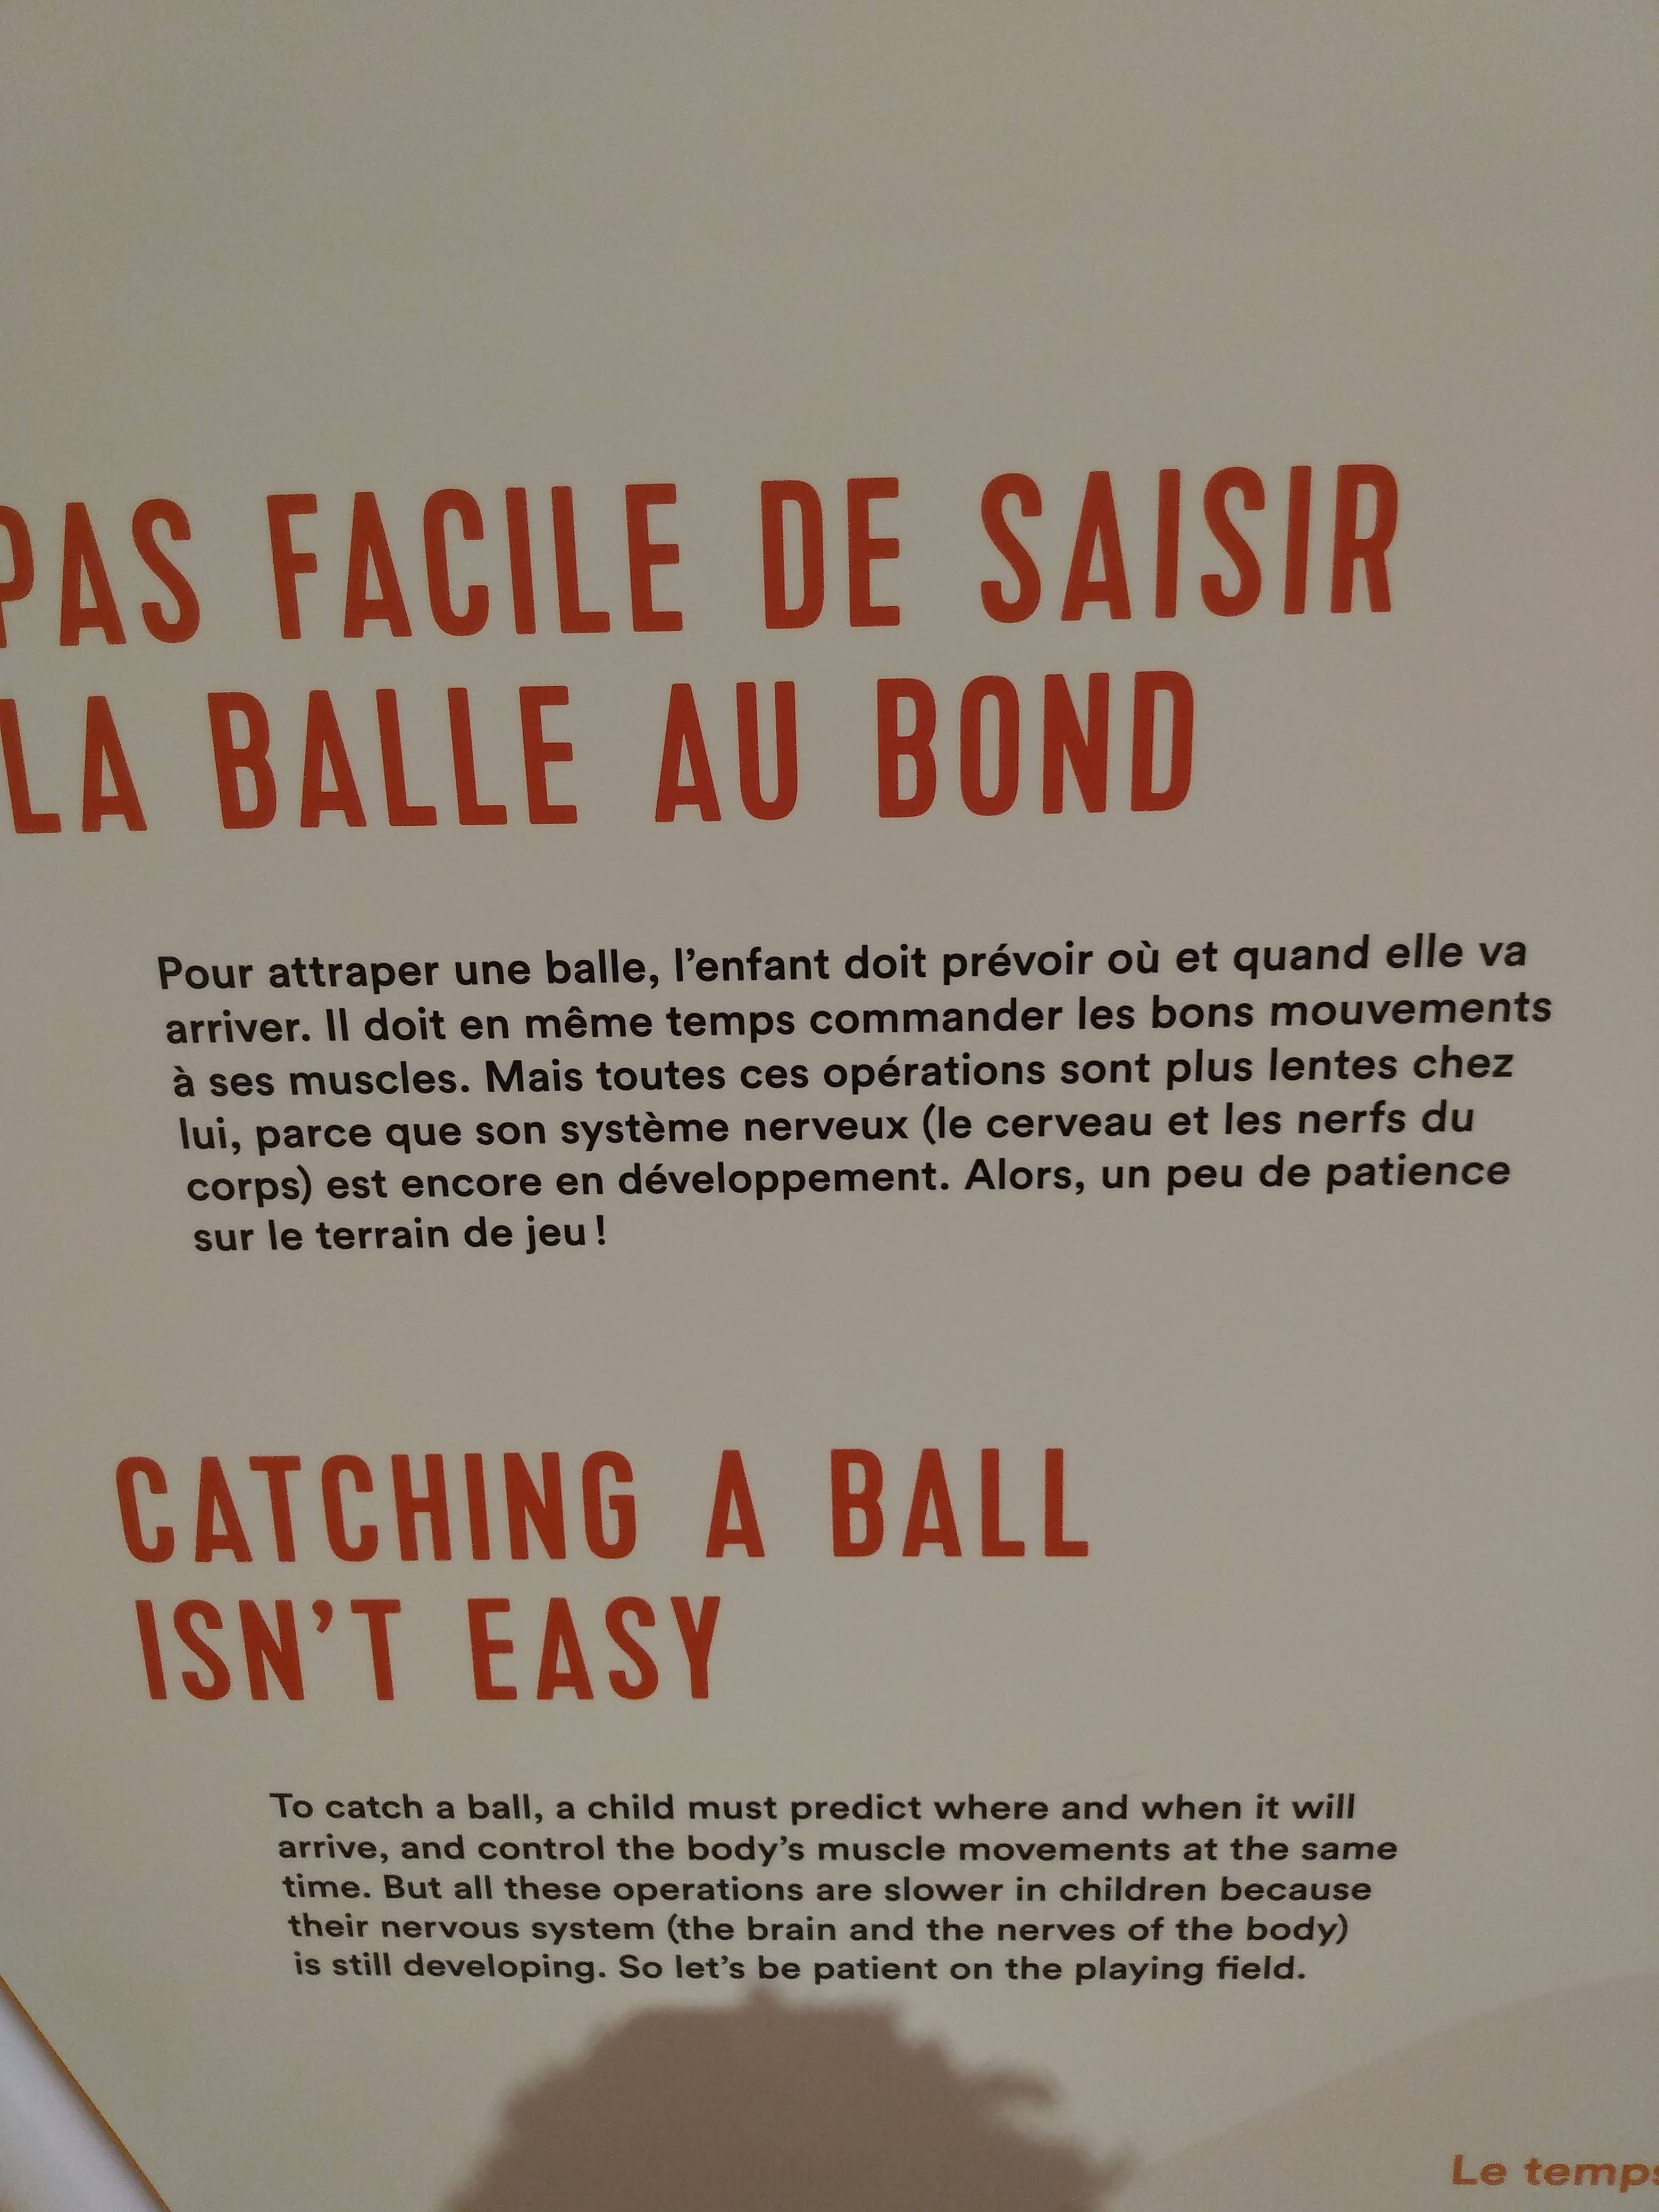 PAS FACILE DE SAISIR
LA BALLE AU BOND
Pour attraper une balle, l’enfant doit prévoir où et quand elle va
arriver. Il doit en même temps commander les bons mouvements
à ses muscles. Mais toutes ces opérations sont plus lentes chez
lui, parce que son système nerveux (le cerveau et les nerfs du
corps) est encore en développement. Alors, un peu de patience
sur le terrain de jeu !
CATCHING A BALL
ISN’T EASY
To catch a ball, a child must predict where and when it will
arrive, and control the body’s muscle movements at the same
time. But all these operations are slower in children because
their nervous system (the brain and the nerves of the body)
is still developing. So let’s be patient on the playing field.
Le temps